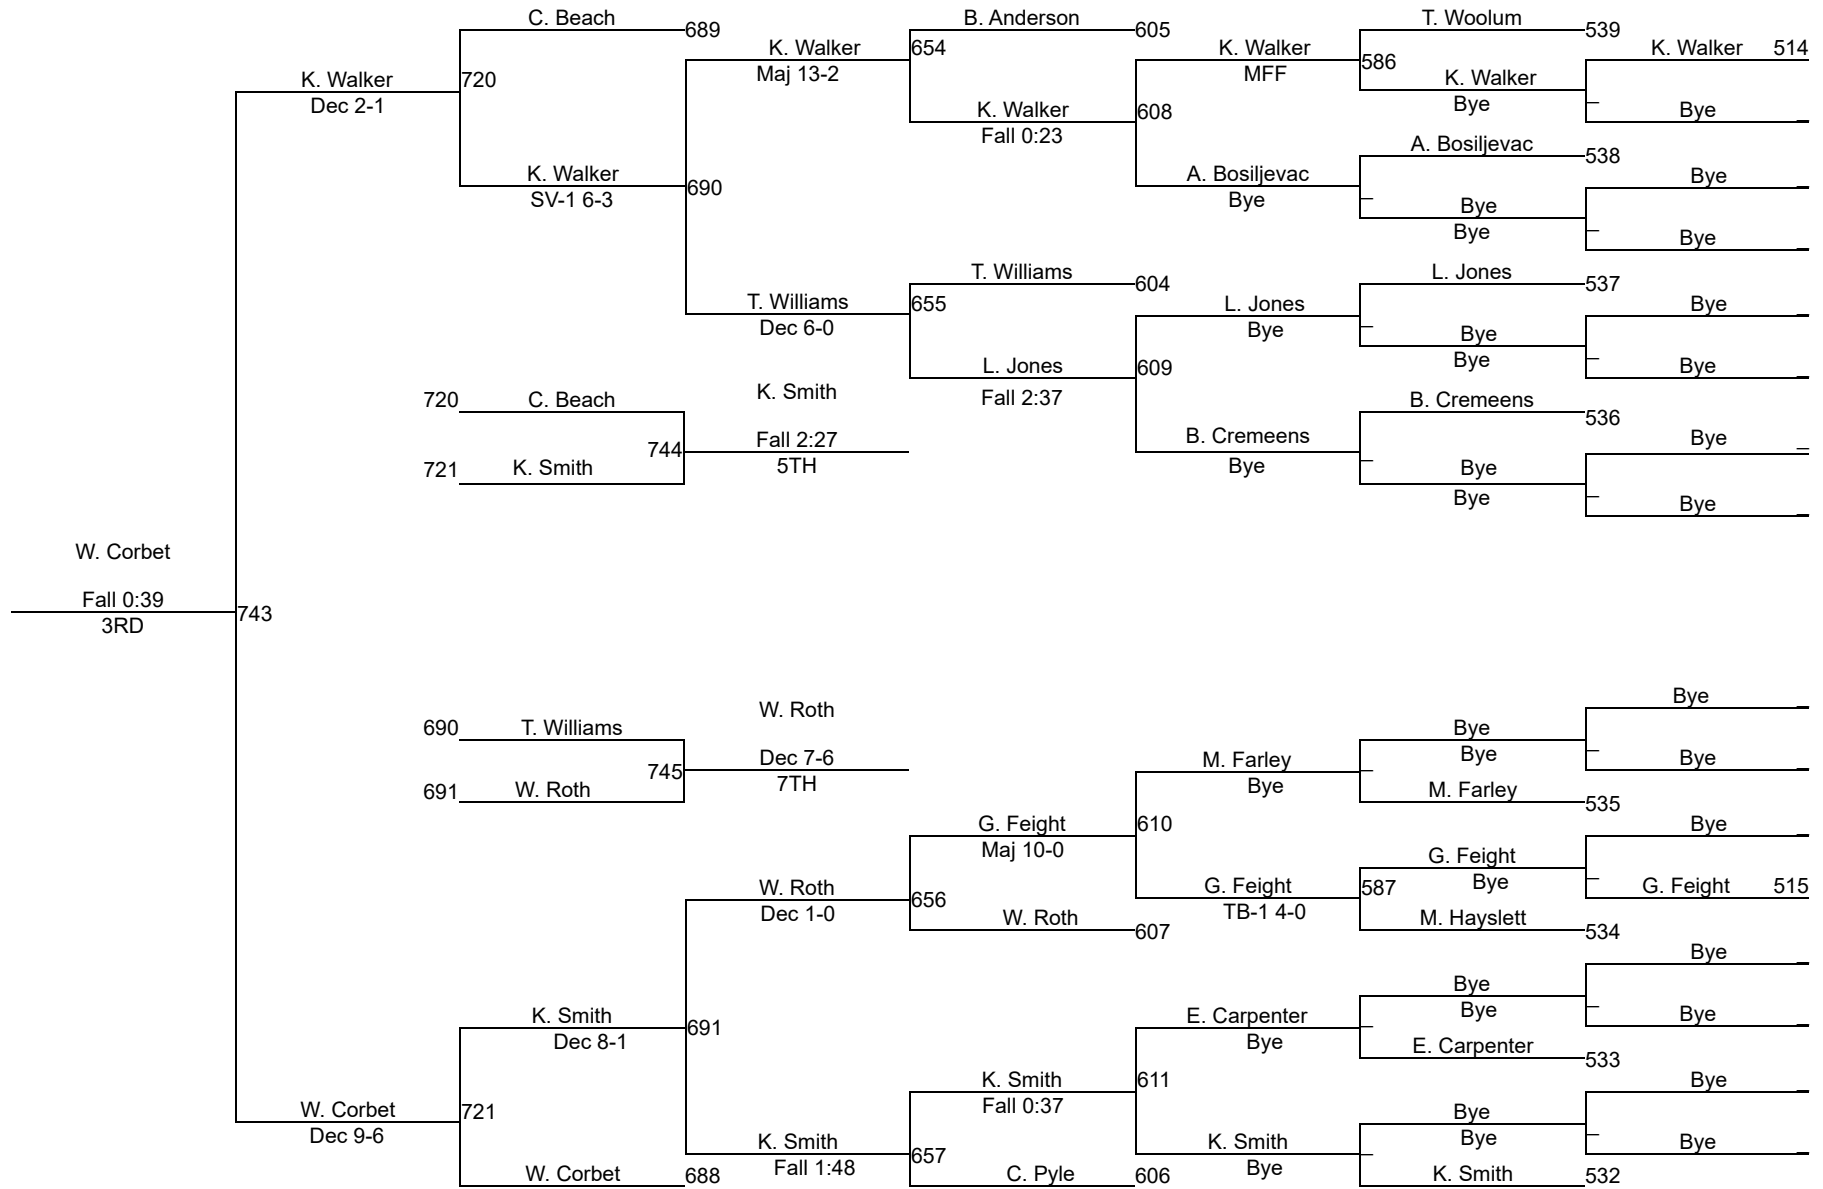 C. Beach
689
B. Anderson
605
T. Woolum
539
K. Walker
Maj 13-2
654
K. Walker
MFF
586
K. Walker 514
K. Walker
Dec 2-1
720
K. Walker
Bye
_
Bye _
K. Walker
Fall 0:23
608
A. Bosiljevac
538
K. Walker
SV-1 6-3
690
A. Bosiljevac
Bye
_
Bye _
Bye
Bye
_
Bye _
T. Williams
604
L. Jones
537
T. Williams
Dec 6-0
655
L. Jones
Bye
_
Bye _
Bye
Bye
_
Bye _
L. Jones
Fall 2:37
609
720 C. Beach
K. Smith
B. Cremeens
536
744
Fall 2:27
5TH
721 K. Smith
B. Cremeens
Bye
_
Bye _
Bye
Bye
_
Bye _
W. Corbet
Fall 0:39
3RD
743
690 T. Williams
W. Roth
745
Dec 7-6
7TH
691 W. Roth
M. Farley
Bye
_
Bye
Bye
_
Bye _
Bye _
M. Farley
535
G. Feight
Maj 10-0
610
Bye _
G. Feight
Bye
_
G. Feight 515
W. Roth
Dec 1-0
656
G. Feight
TB-1 4-0
587
M. Hayslett
534
W. Roth
607
Bye _
K. Smith
Dec 8-1
691
E. Carpenter
Bye
_
Bye
Bye
_
Bye _
E. Carpenter
533
K. Smith
Fall 0:37
611
Bye _
W. Corbet
Dec 9-6
721
Bye
Bye
_
Bye _
K. Smith
Fall 1:48
657
K. Smith
Bye
_
W. Corbet
688
C. Pyle
606
K. Smith
532